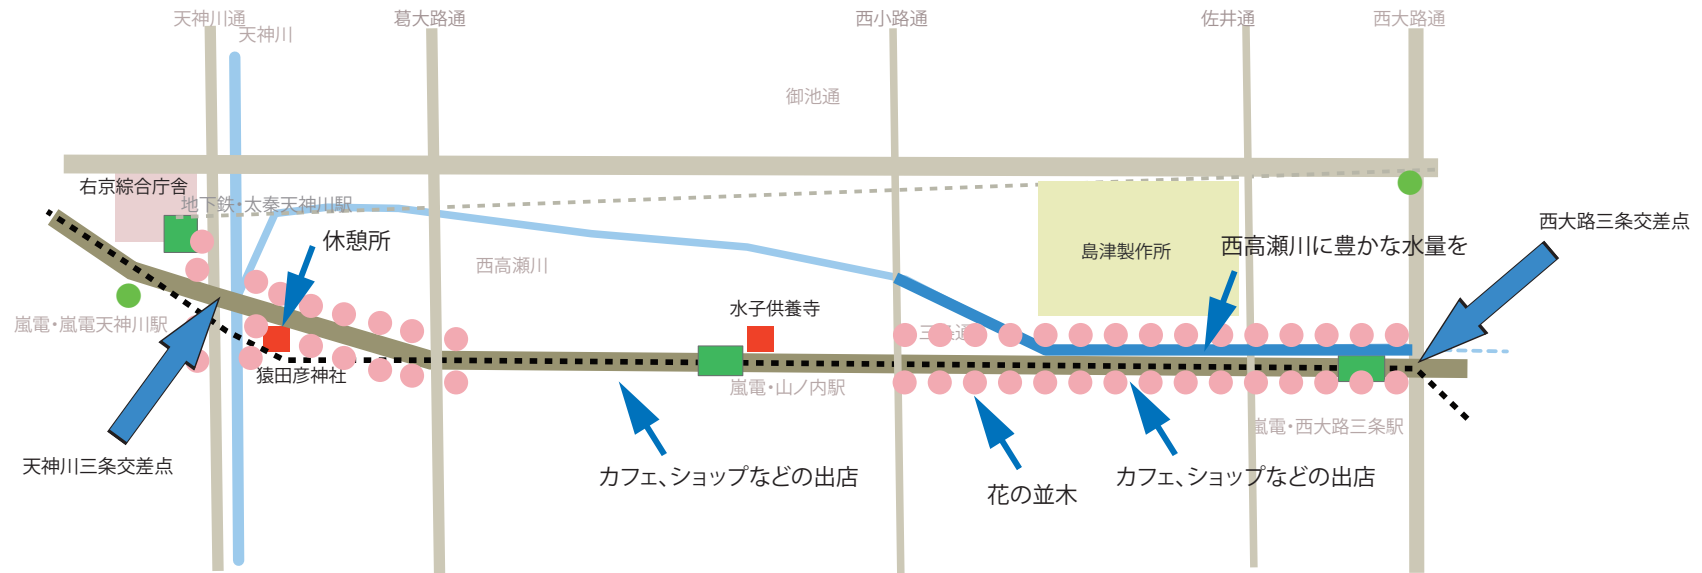 天神川通
葛大路通
西小路通
佐井通
西大路通
天神川
御池通
右京綜合庁舎
地下鉄・太秦天神川駅
西大路三条交差点
休憩所
島津製作所
西高瀬川に豊かな水量を
西高瀬川
水子供養寺
嵐電・嵐電天神川駅
三条通
猿田彦神社
嵐電・山ノ内駅
嵐電・西大路三条駅
天神川三条交差点
カフェ、ショップなどの出店
花の並木
カフェ、ショップなどの出店